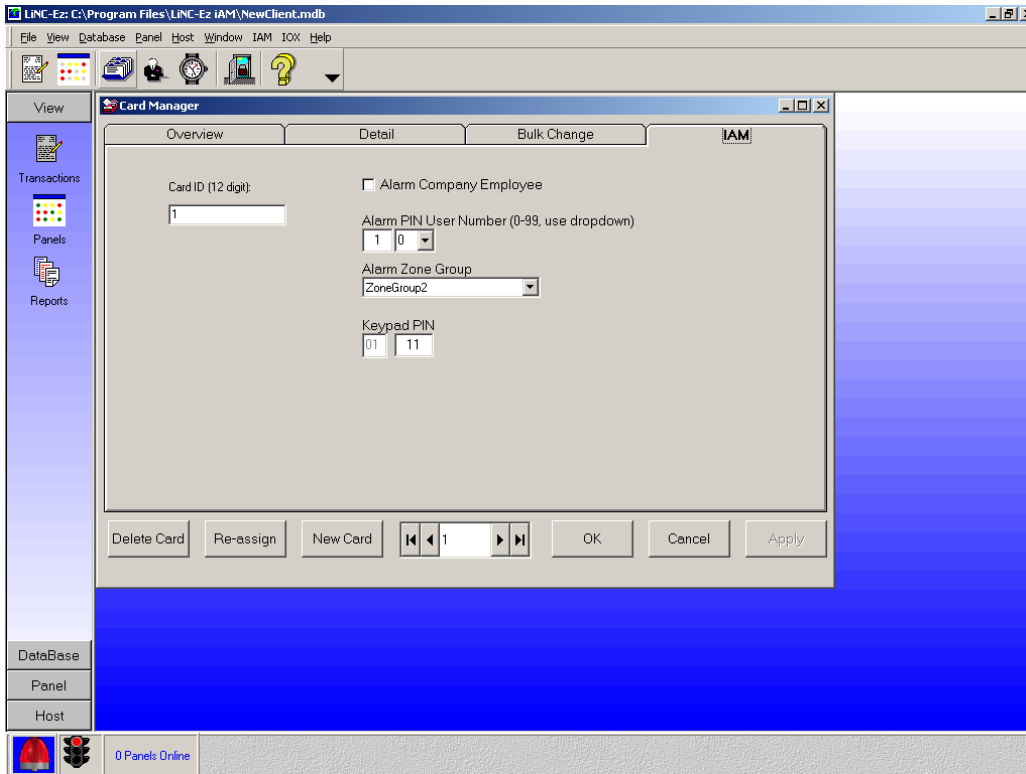 LiNC-Ez: C:\Program Files\LiNC-Ez iAM\NewClient.mdb
File View Database Panel Host Window IAM IOX Help
View
Transactions
Panels
Reports
DataBase
Panel
Host
Card Manager
Overview Detail Bulk Change IAM
Card ID (12 digit):
1
Alarm Company Employee
Alarm PIN User Number (0-99, use dropdown)
1 0
Alarm Zone Group
ZoneGroup2
Keypad PIN
01 11
Delete Card Re-assign New Card 1 OK Cancel Apply
0 Panels Online